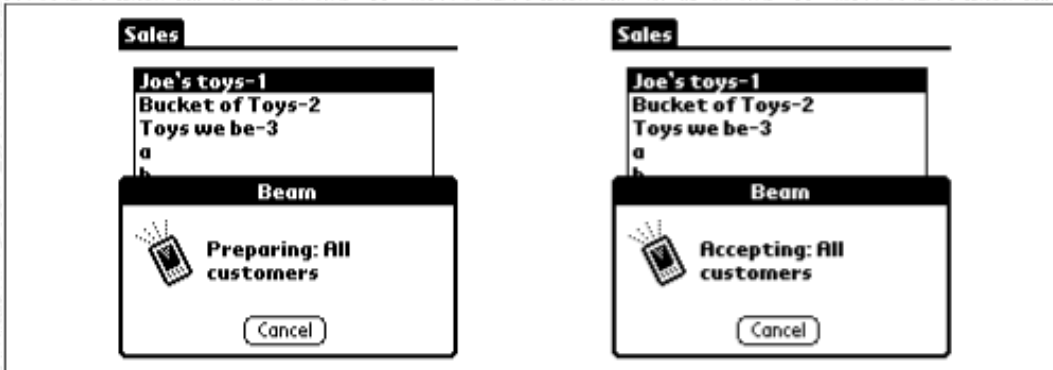 Sales
Joe's toys-1
Bucket of Toys-2
Toys we be-3
a
b
Beam
Preparing: All
customers
Cancel
Sales
Joe's toys-1
Bucket of Toys-2
Toys we be-3
a
b
Beam
Accepting: All
customers
Cancel